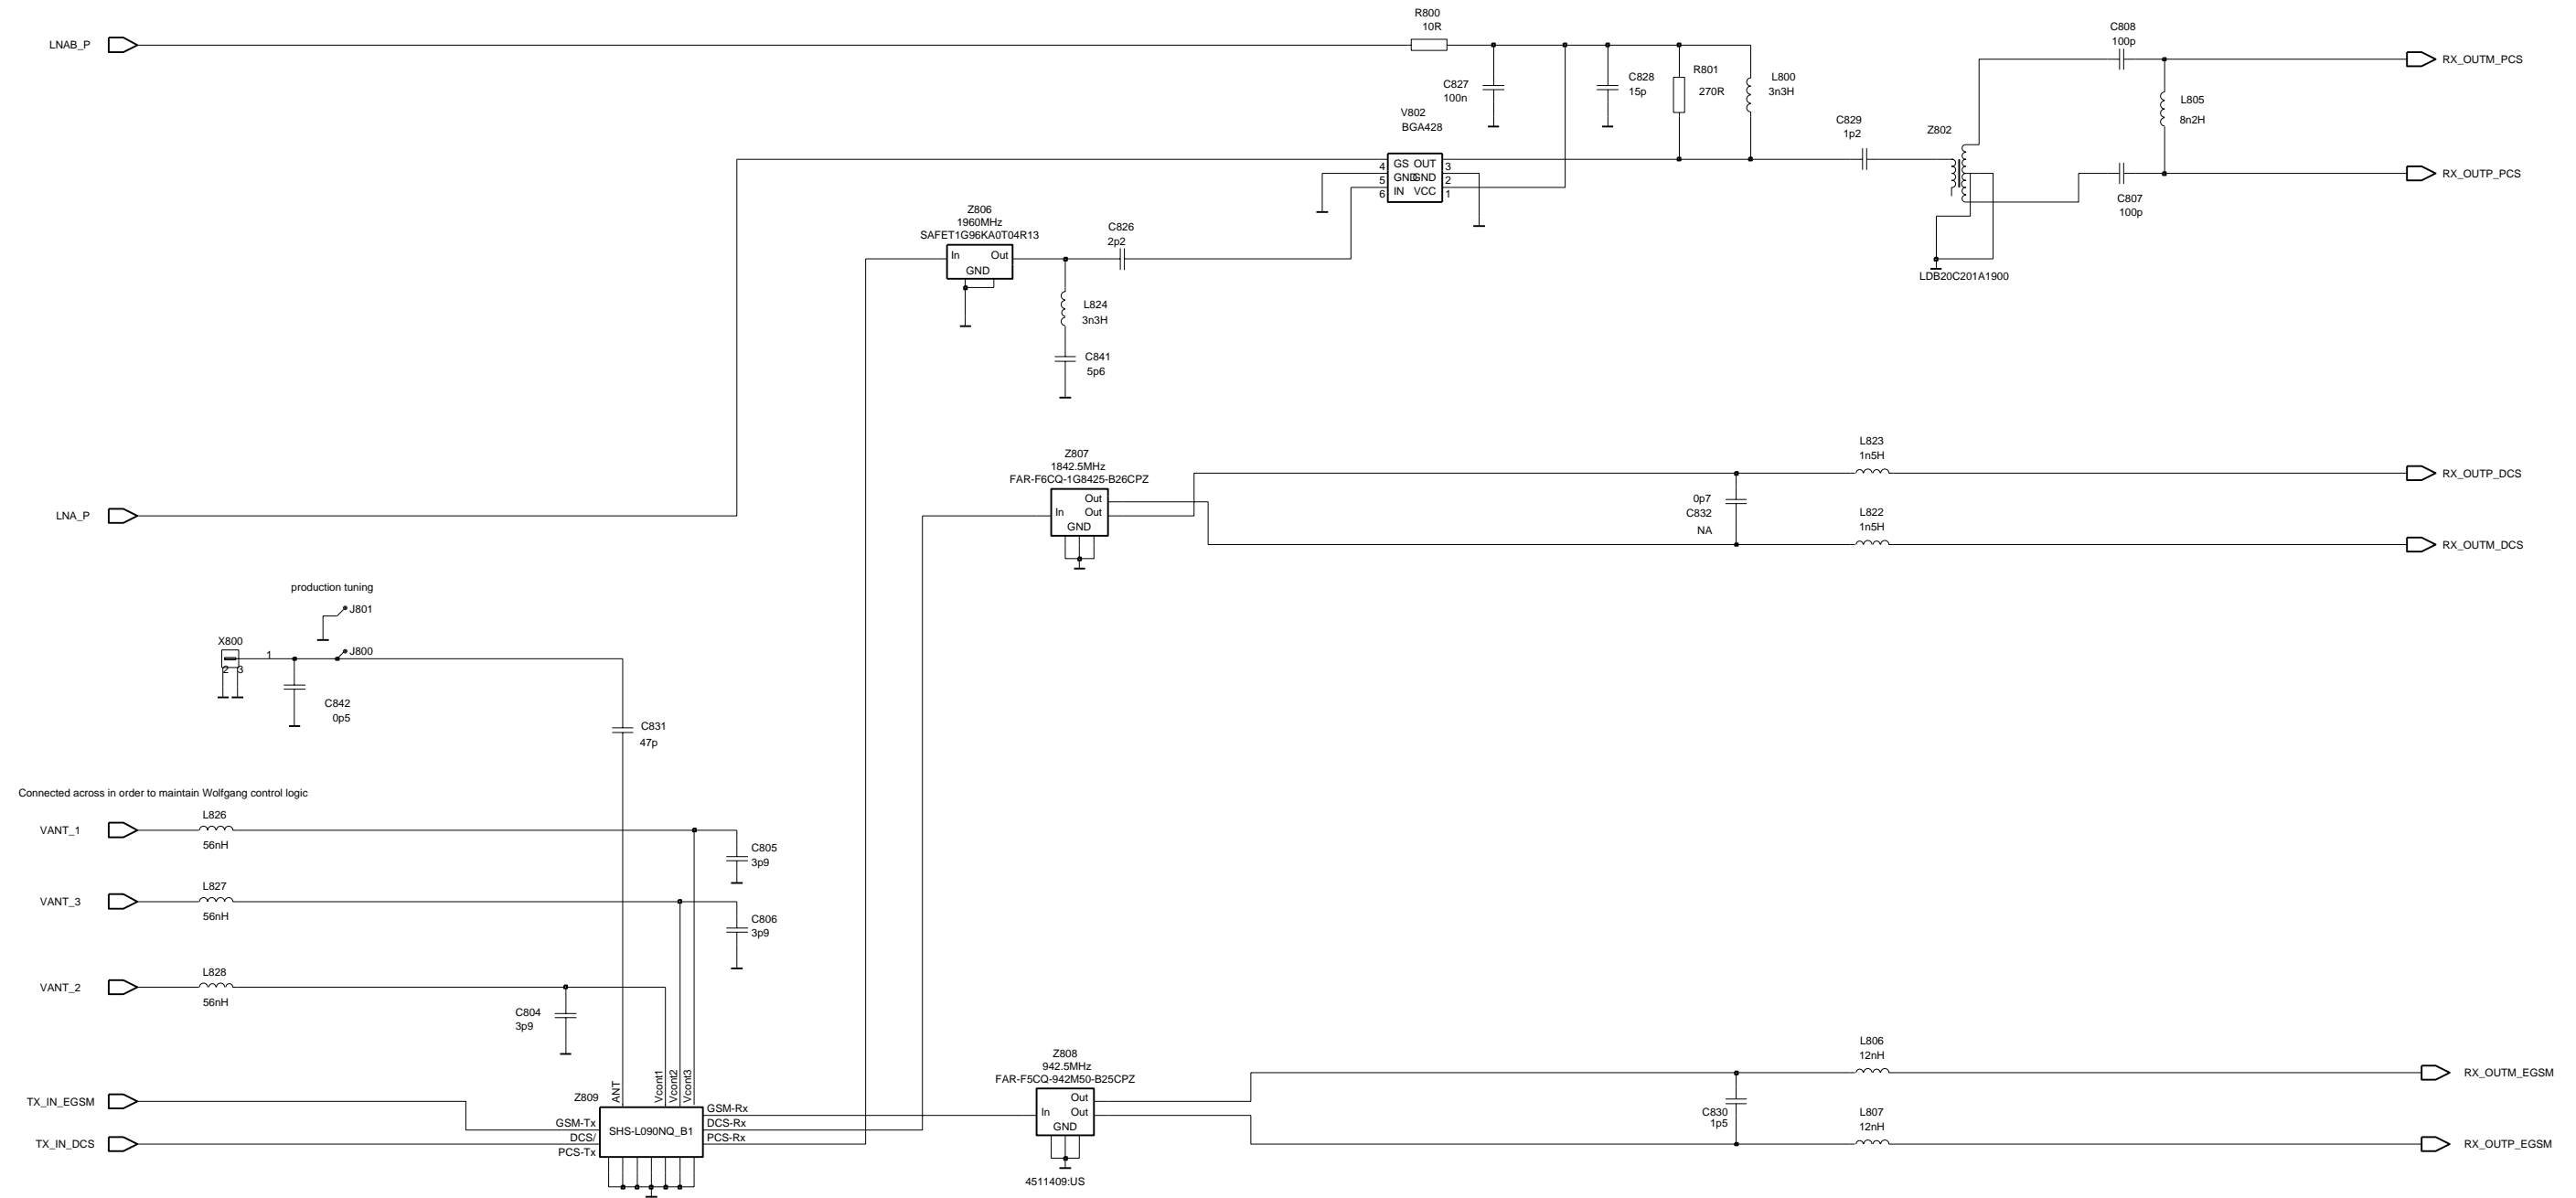 LNAB_P
R800
10R
C827
100n
C828
15p
R801
270R
L800
3n3H
C808
100p
RX_OUTM_PCS
L805
8n2H
V802
BGA428
C829
1p2
Z802
GS OUT
GND GND
IN VCC
4
5
6
3
2
1
RX_OUTP_PCS
C807
100p
Z806
1960MHz
SAFET1G96KA0T04R13
In Out
GND
C826
2p2
LDB20C201A1900
L824
3n3H
C841
5p6
Z807
1842.5MHz
FAR-F6CQ-1G8425-B26CPZ
Out
In Out
GND
L823
1n5H
RX_OUTP_DCS
0p7
C832
NA
L822
1n5H
RX_OUTM_DCS
LNA_P
production tuning
J801
X800
1
2 3
J800
C842
0p5
C831
47p
Connected across in order to maintain Wolfgang control logic
L826
VANT_1
56nH
C805
3p9
L827
VANT_3
56nH
C806
3p9
L828
VANT_2
56nH
C804
3p9
ANT
Vcont1
Vcont2
Vcont3
Z809
TX_IN_EGSM
TX_IN_DCS
GSM-Tx
DCS/
PCS-Tx
SHS-L090NQ_B1
GSM-Rx
DCS-Rx
PCS-Rx
Z808
942.5MHz
FAR-F5CQ-942M50-B25CPZ
Out
In Out
GND
4511409:US
L806
12nH
RX_OUTM_EGSM
C830
1p5
L807
12nH
RX_OUTP_EGSM